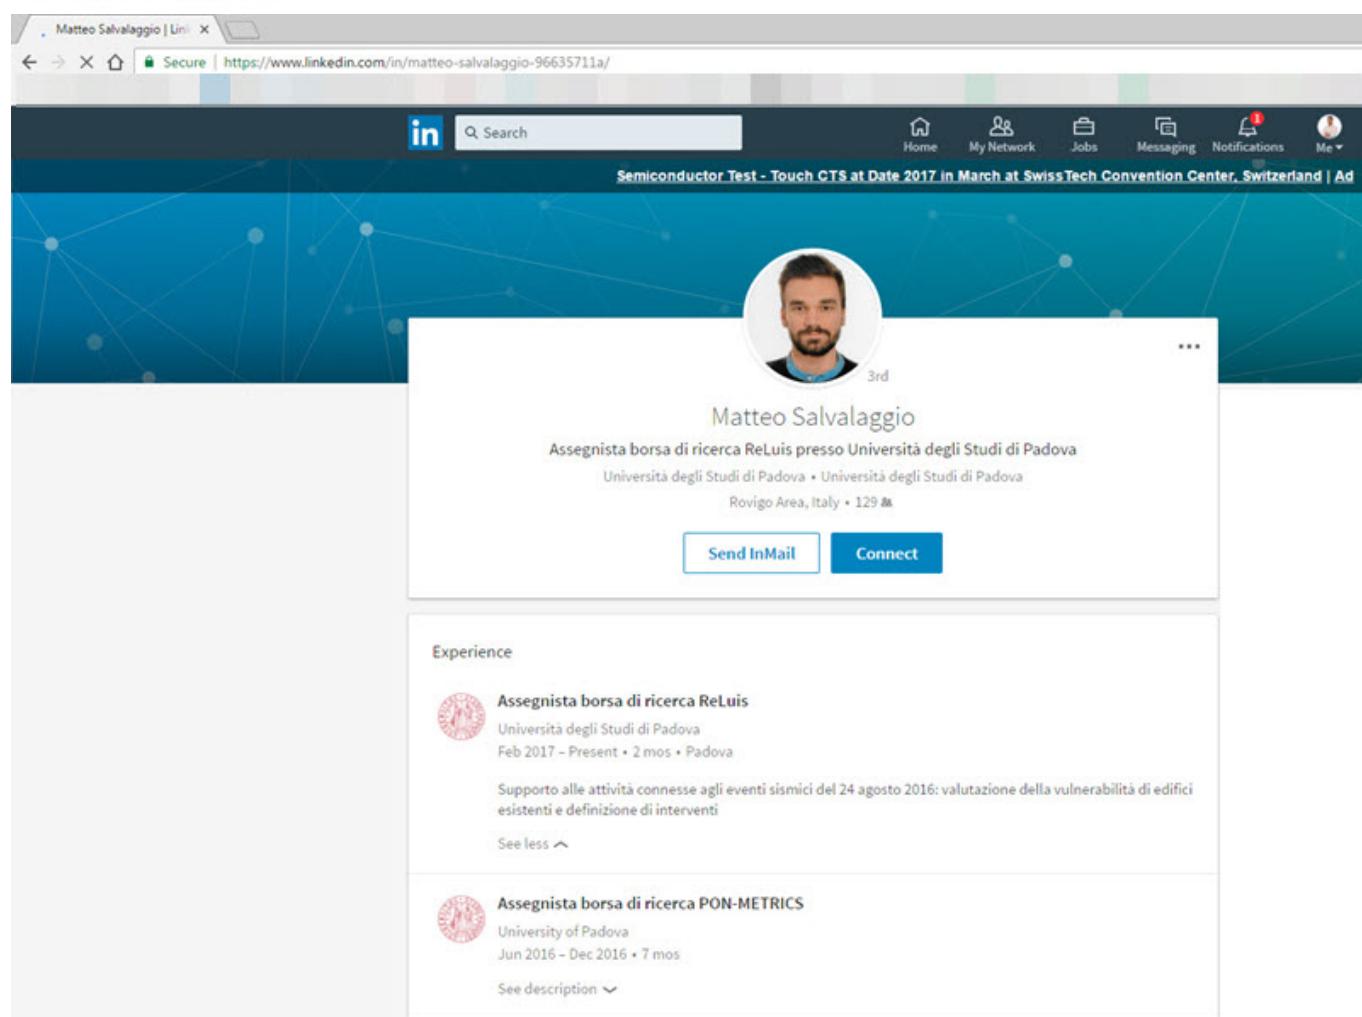 Matteo Salvalaggio | Lin
Secure | https://www.linkedin.com/in/matteo-salvalaggio-96635711a/
in Search Home My Network Jobs Messaging 1 Notifications Me
Semiconductor Test - Touch CTS at Date 2017 in March at SwissTech Convention Center, Switzerland | Ad
3rd
Matteo Salvalaggio
Assegnista borsa di ricerca ReLuis presso Università degli Studi di Padova
Università degli Studi di Padova • Università degli Studi di Padova
Rovigo Area, Italy • 129
Send InMail Connect
Experience
Assegnista borsa di ricerca ReLuis
Università degli Studi di Padova
Feb 2017 – Present • 2 mos • Padova
Supporto alle attività connesse agli eventi sismici del 24 agosto 2016: valutazione della vulnerabilità di edifici
esistenti e definizione di interventi
See less
Assegnista borsa di ricerca PON-METRICS
University of Padova
Jun 2016 – Dec 2016 • 7 mos
See description